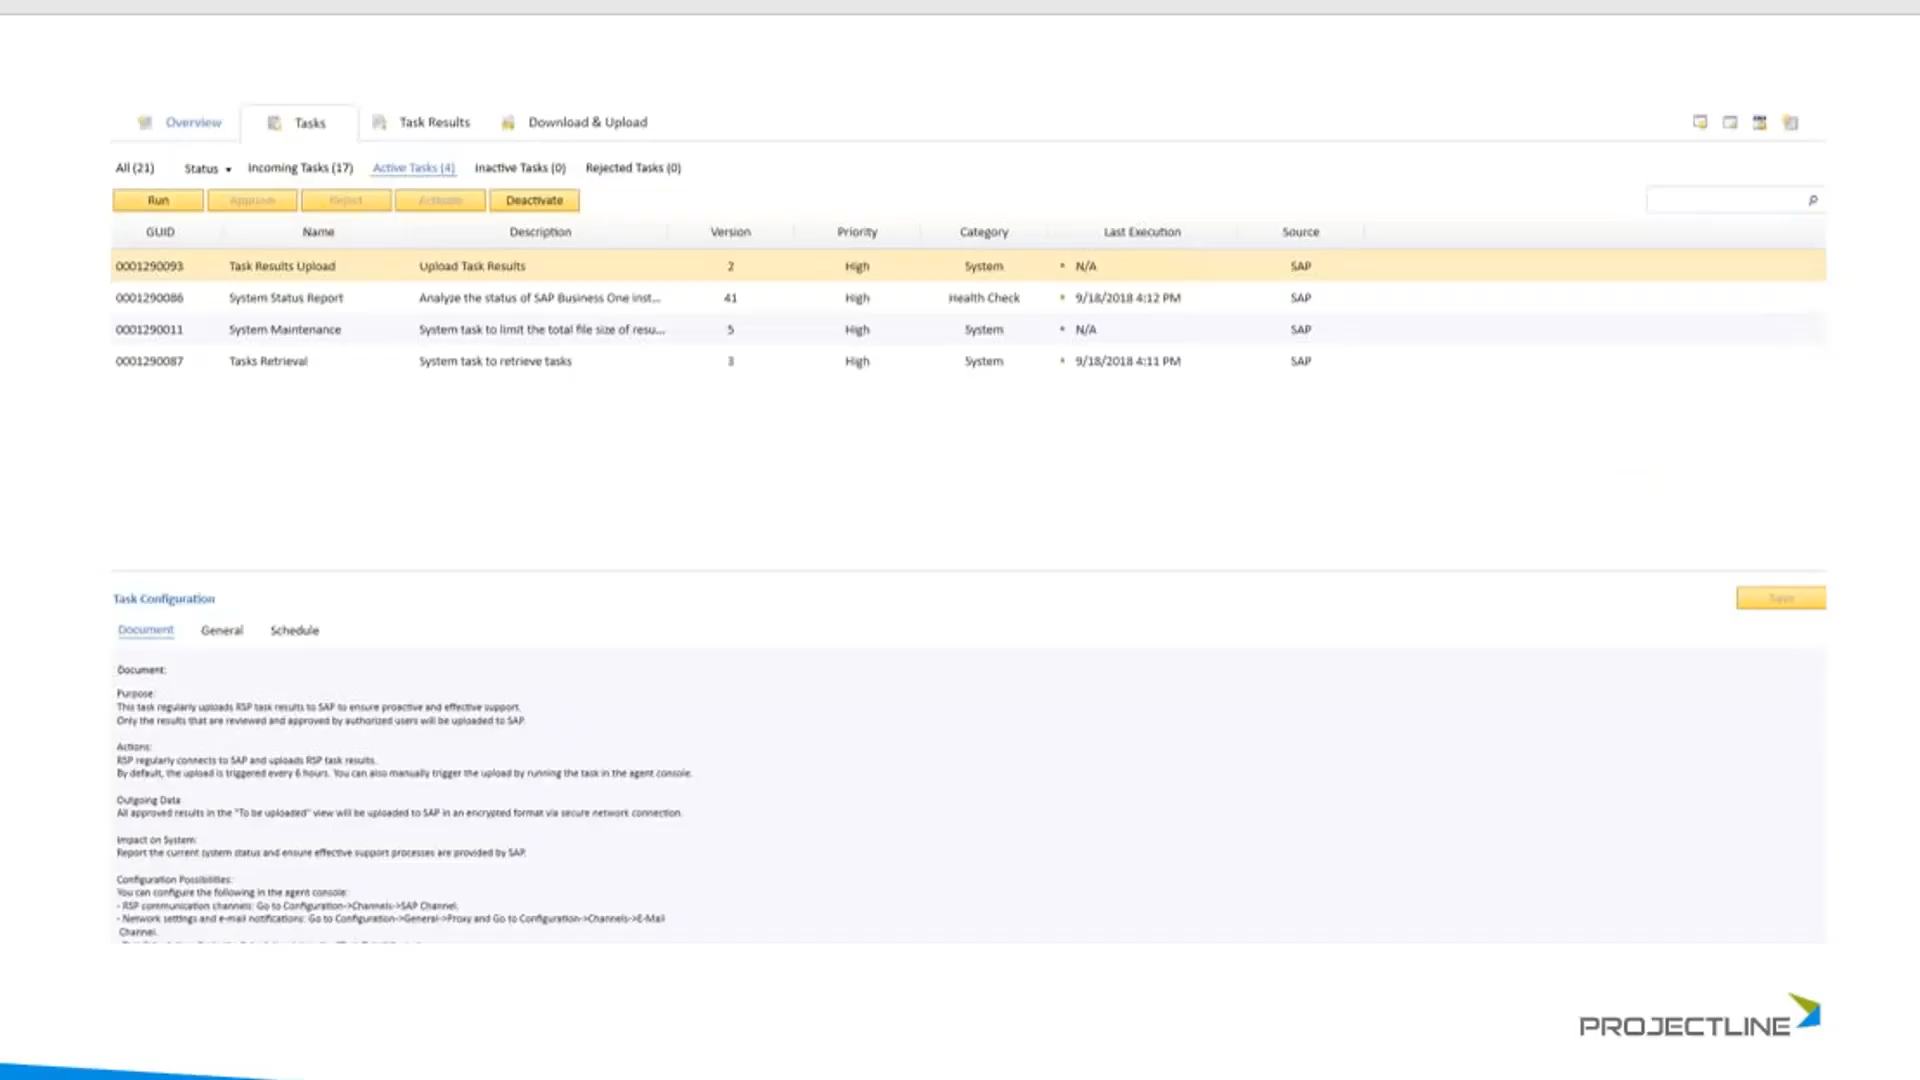 Overview Tasks Task Results Download & Upload
All (21) Status Incoming Tasks (17) Active Tasks (4) Inactive Tasks (0) Rejected Tasks (0)
Run Approve Reject Activate Deactivate
GUID Name Description Version Priority Category Last Execution Source
0001290093 Task Results Upload Upload Task Results 2 High System N/A SAP
0001290086 System Status Report Analyze the status of SAP Business One inst... 41 High Health Check 9/18/2018 4:12 PM SAP
0001290011 System Maintenance System task to limit the total file size of resu... 5 High System N/A SAP
0001290087 Tasks Retrieval System task to retrieve tasks 3 High System 9/18/2018 4:11 PM SAP
Task Configuration Save
Document General Schedule
Document:
Purpose:
This task regularly uploads RSP task results to SAP to ensure proactive and effective support.
Only the results that are reviewed and approved by authorized users will be uploaded to SAP.
Actions:
RSP regularly connects to SAP and uploads RSP task results.
By default, the upload is triggered every 6 hours. You can also manually trigger the upload by running the task in the agent console.
Outgoing Data
All approved results in the "To be uploaded" view will be uploaded to SAP in an encrypted format via secure network connection.
Impact on System:
Report the current system status and ensure effective support processes are provided by SAP.
Configuration Possibilities:
You can configure the following in the agent console:
- RSP communication channels: Go to Configuration->Channels->SAP Channel.
- Network settings and e-mail notifications: Go to Configuration->General->Proxy and Go to Configuration->Channels->E-Mail
Channel.
PROJECTLINE